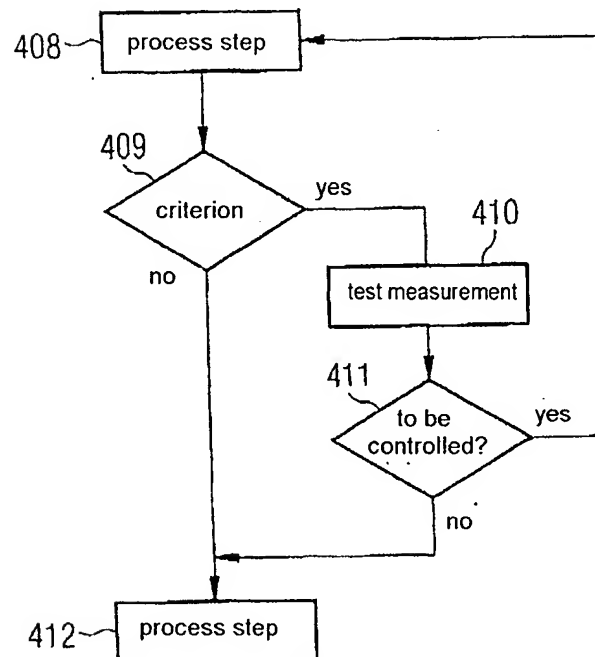 408
process step
409
criterion
yes
no
410
test measurement
411
to be
controlled?
yes
no
412
process step